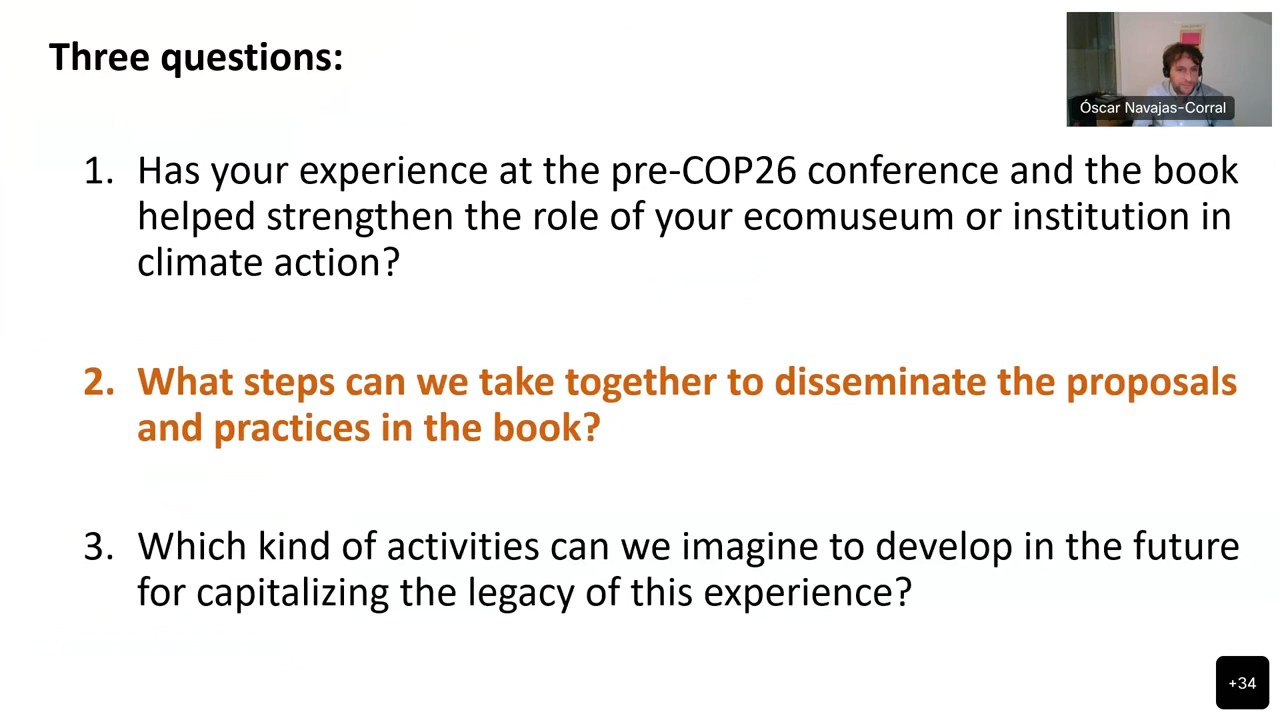 Three questions:
Óscar Navajas-Corral
1. Has your experience at the pre-COP26 conference and the book
helped strengthen the role of your ecomuseum or institution in
climate action?
2. What steps can we take together to disseminate the proposals
and practices in the book?
3. Which kind of activities can we imagine to develop in the future
for capitalizing the legacy of this experience?
+34